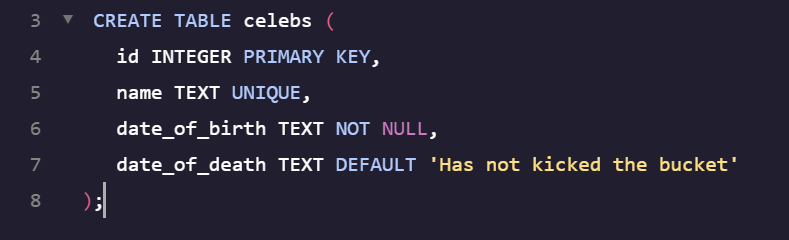 3 ▼ CREATE TABLE celebs (
4 id INTEGER PRIMARY KEY,
5 name TEXT UNIQUE,
6 date_of_birth TEXT NOT NULL,
7 date_of_death TEXT DEFAULT 'Has not kicked the bucket'
8 );